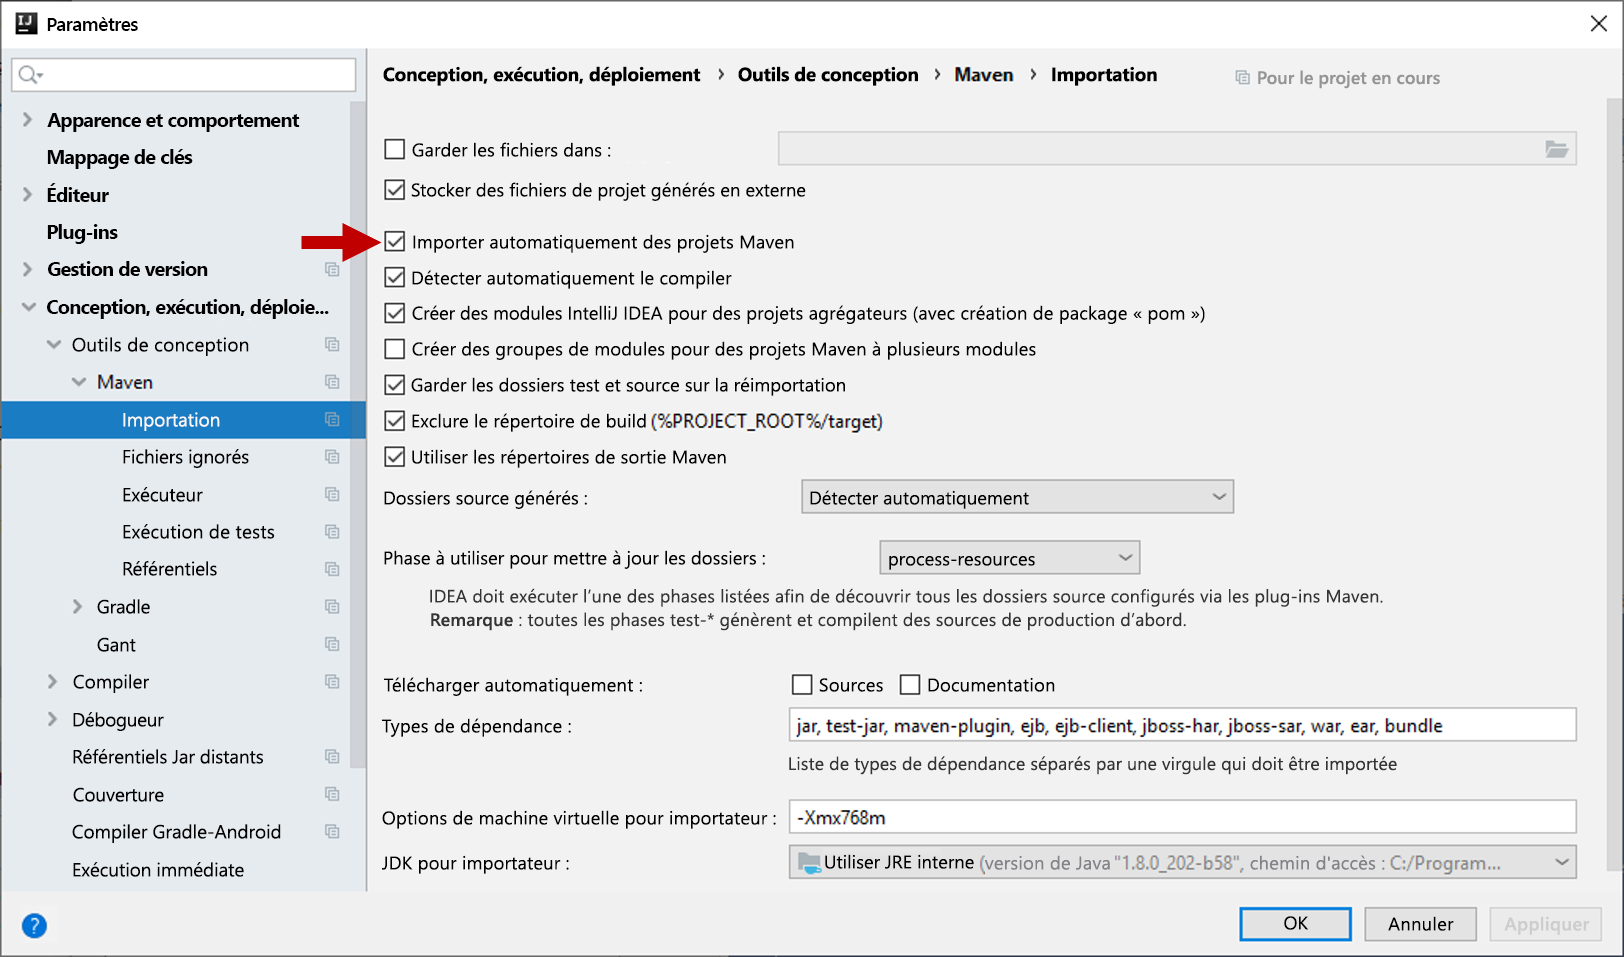 IJ
Paramètres
Apparence et comportement
Mappage de clés
Éditeur
Plug-ins
Gestion de version
Conception, exécution, déploie...
Outils de conception
Maven
Importation
Fichiers ignorés
Exécuteur
Exécution de tests
Référentiels
Gradle
Gant
Compiler
Débogueur
Référentiels Jar distants
Couverture
Compiler Gradle-Android
Exécution immédiate
Conception, exécution, déploiement › Outils de conception › Maven › Importation
Pour le projet en cours
Garder les fichiers dans :
Stocker des fichiers de projet générés en externe
Importer automatiquement des projets Maven
Détecter automatiquement le compiler
Créer des modules IntelliJ IDEA pour des projets agrégateurs (avec création de package « pom »)
Créer des groupes de modules pour des projets Maven à plusieurs modules
Garder les dossiers test et source sur la réimportation
Exclure le répertoire de build (%PROJECT_ROOT%/target)
Utiliser les répertoires de sortie Maven
Dossiers source générés : Détecter automatiquement
Phase à utiliser pour mettre à jour les dossiers : process-resources
IDEA doit exécuter l’une des phases listées afin de découvrir tous les dossiers source configurés via les plug-ins Maven.
Remarque : toutes les phases test-* génèrent et compilent des sources de production d’abord.
Télécharger automatiquement : Sources Documentation
Types de dépendance : jar, test-jar, maven-plugin, ejb, ejb-client, jboss-har, jboss-sar, war, ear, bundle
Liste de types de dépendance séparés par une virgule qui doit être importée
Options de machine virtuelle pour importateur : -Xmx768m
JDK pour importateur : Utiliser JRE interne (version de Java "1.8.0_202-b58", chemin d'accès : C:/Program...
?
OK
Annuler
Appliquer